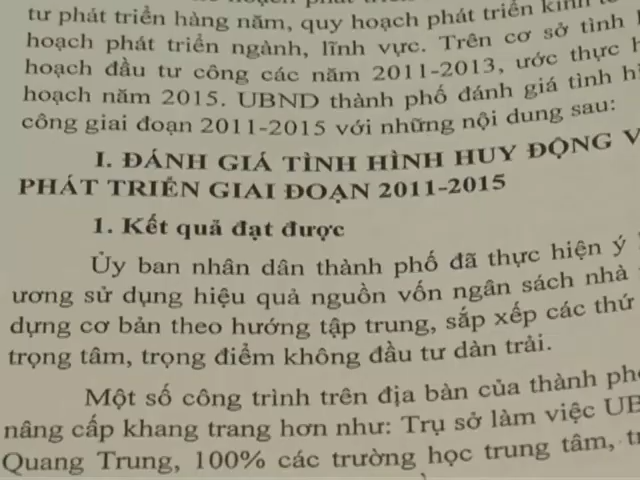 tư phát triển hàng năm, quy hoạch phát triển kinh tế
hoạch phát triển ngành, lĩnh vực. Trên cơ sở tình
hoạch đầu tư công các năm 2011-2013, ước thực
hoạch năm 2015. UBND thành phố đánh giá tình
công giai đoạn 2011-2015 với những nội dung sau:
I. ĐÁNH GIÁ TÌNH HÌNH HUY ĐỘNG V
PHÁT TRIỂN GIAI ĐOẠN 2011-2015
1. Kết quả đạt được
Ủy ban nhân dân thành phố đã thực hiện ý
ương sử dụng hiệu quả nguồn vốn ngân sách nhà
dựng cơ bản theo hướng tập trung, sắp xếp các thứ
trọng tâm, trọng điểm không đầu tư dàn trải.
Một số công trình trên địa bàn của thành phố
nâng cấp khang trang hơn như: Trụ sở làm việc UB
Quang Trung, 100% các trường học trung tâm,